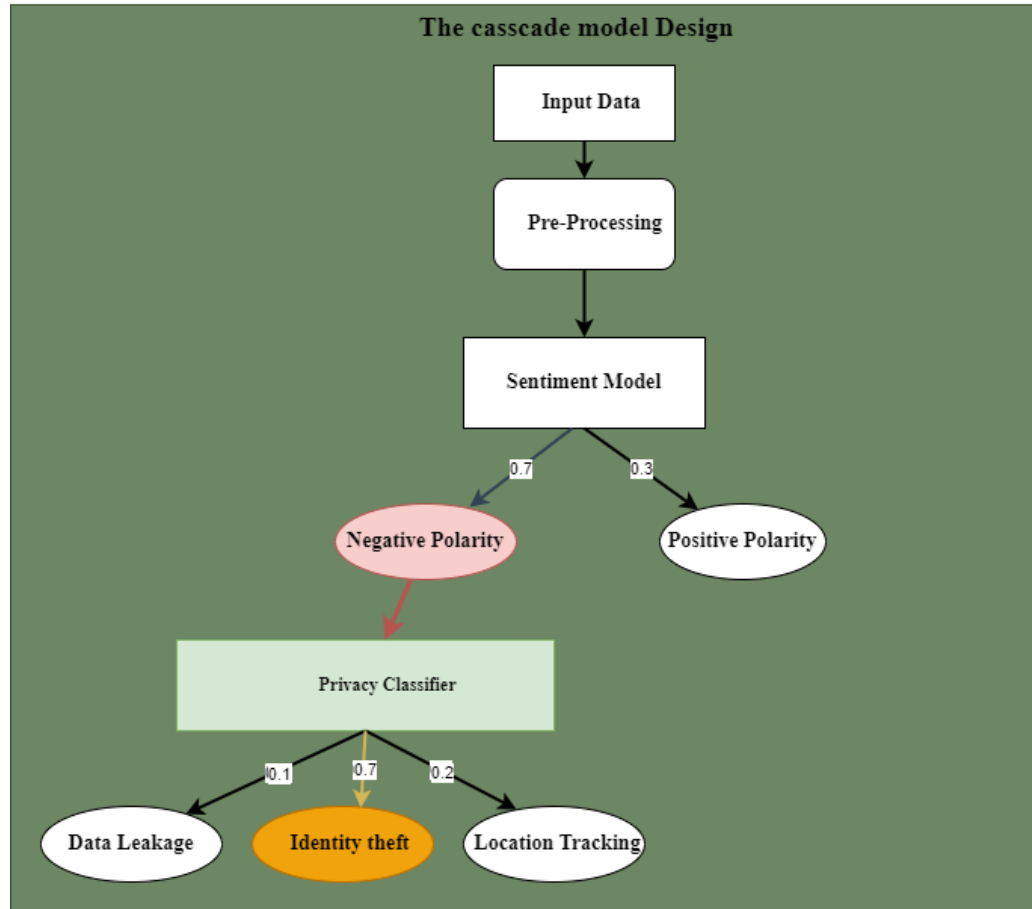 The casscade model Design
Input Data
Pre-Processing
Sentiment Model
0.7
0.3
Negative Polarity
Positive Polarity
Privacy Classifier
0.1
0.7
0.2
Data Leakage
Identity theft
Location Tracking